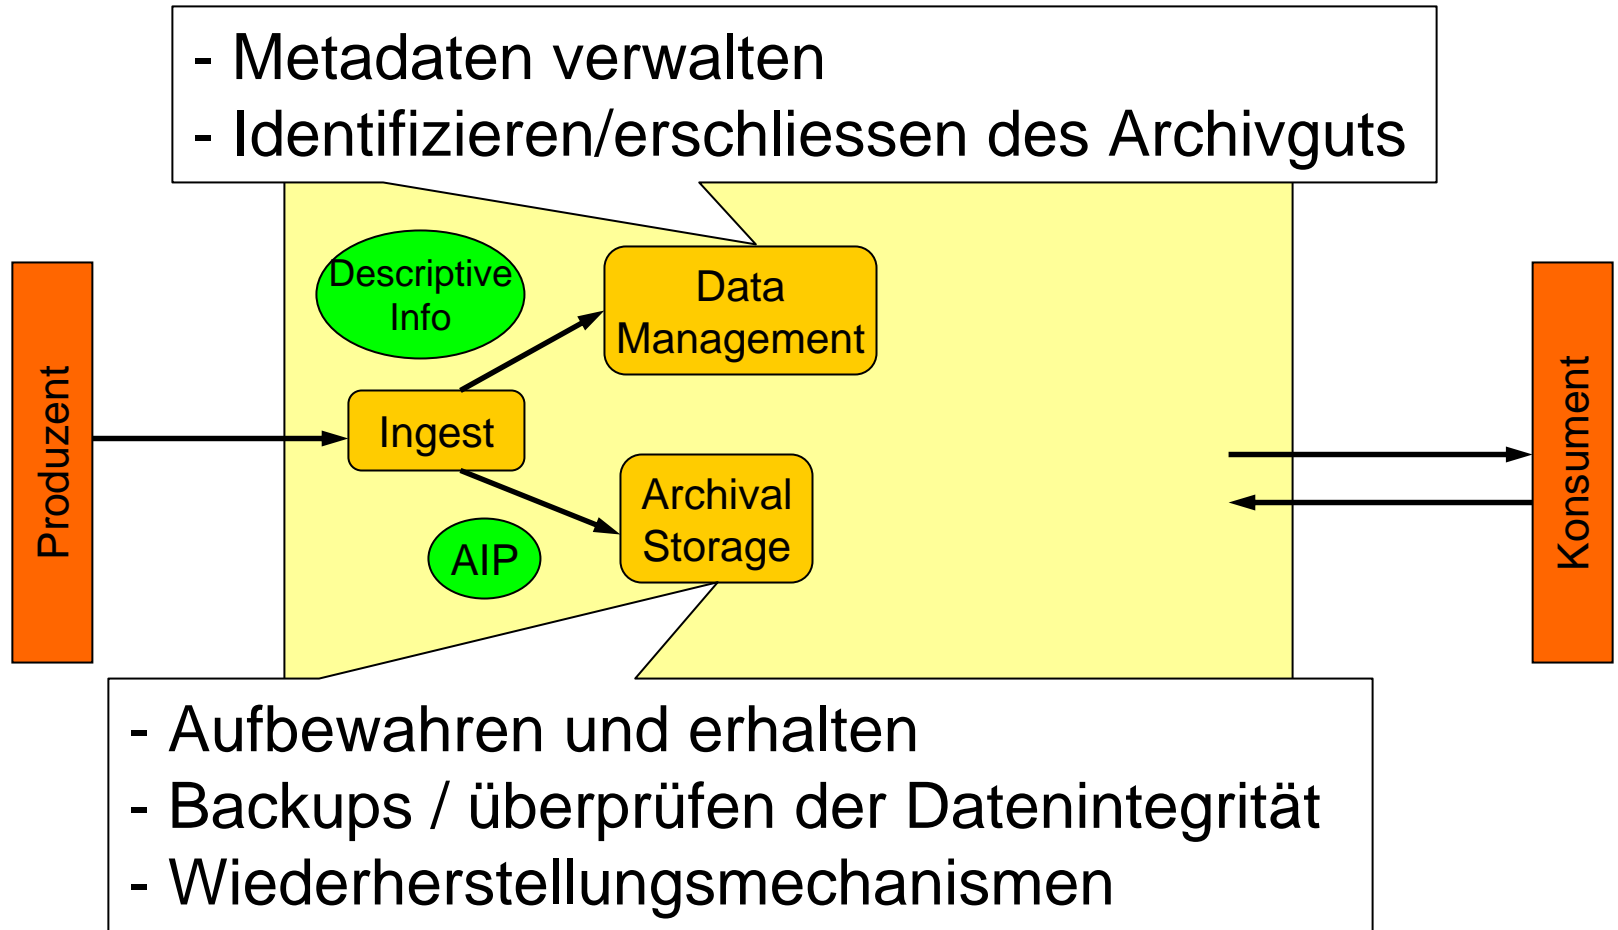 - Metadaten verwalten
- Identifizieren/erschliessen des Archivguts
Descriptive
Info
Data
Management
Produzent
Ingest
Archival
Storage
AIP
Konsument
- Aufbewahren und erhalten
- Backups / überprüfen der Datenintegrität
- Wiederherstellungsmechanismen